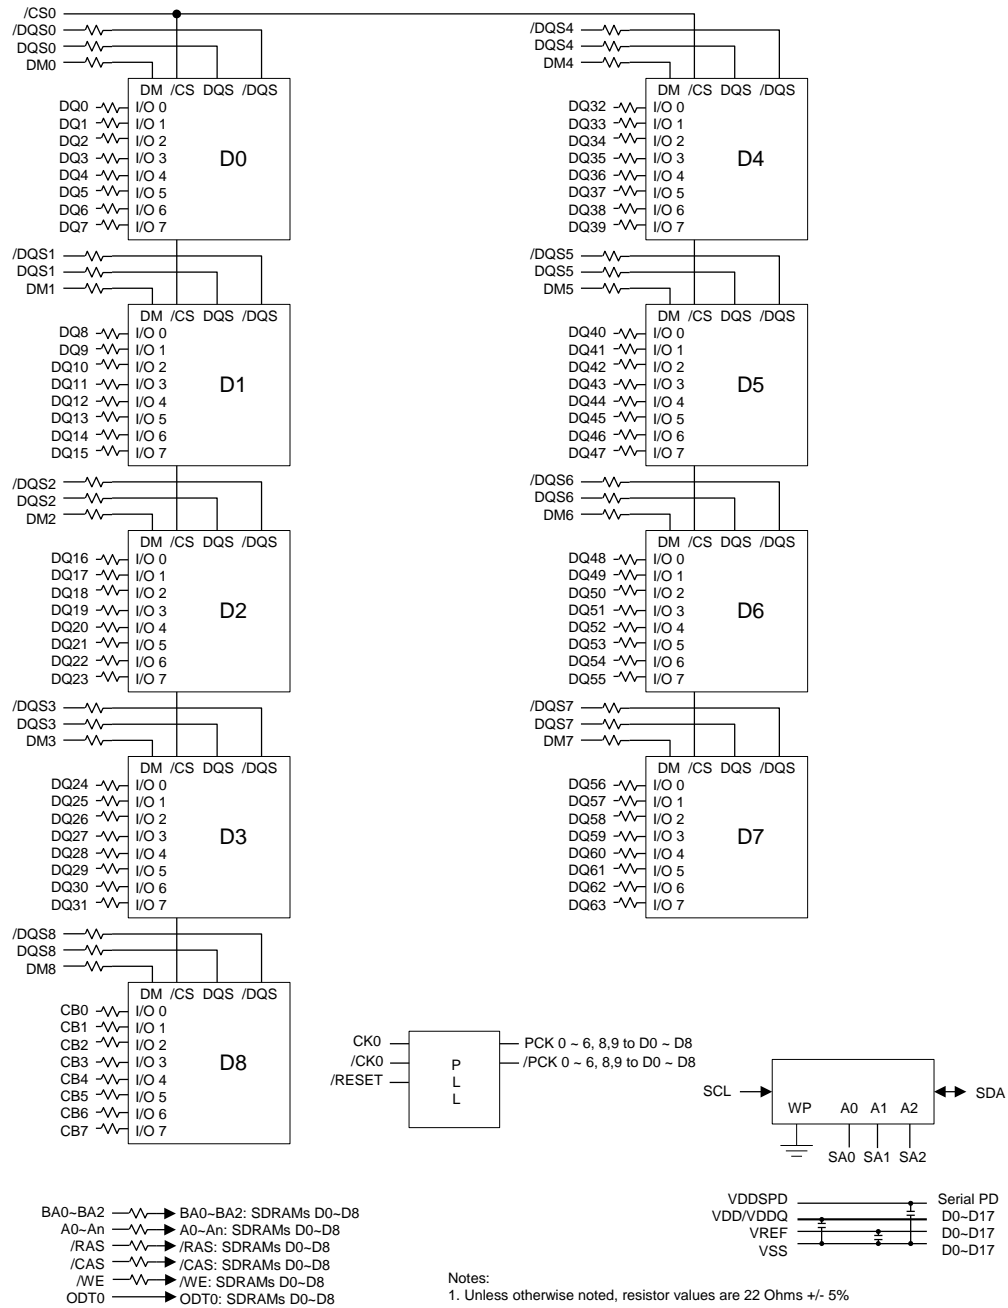 /CS0
/DQS0
DQS0
DM0
DM /CS DQS /DQS
DQ0 I/O 0
DQ1 I/O 1
DQ2 I/O 2
DQ3 I/O 3
DQ4 I/O 4
DQ5 I/O 5
DQ6 I/O 6
DQ7 I/O 7
D0
/DQS1
DQS1
DM1
DM /CS DQS /DQS
DQ8 I/O 0
DQ9 I/O 1
DQ10 I/O 2
DQ11 I/O 3
DQ12 I/O 4
DQ13 I/O 5
DQ14 I/O 6
DQ15 I/O 7
D1
/DQS2
DQS2
DM2
DM /CS DQS /DQS
DQ16 I/O 0
DQ17 I/O 1
DQ18 I/O 2
DQ19 I/O 3
DQ20 I/O 4
DQ21 I/O 5
DQ22 I/O 6
DQ23 I/O 7
D2
/DQS3
DQS3
DM3
DM /CS DQS /DQS
DQ24 I/O 0
DQ25 I/O 1
DQ26 I/O 2
DQ27 I/O 3
DQ28 I/O 4
DQ29 I/O 5
DQ30 I/O 6
DQ31 I/O 7
D3
/DQS8
DQS8
DM8
DM /CS DQS /DQS
CB0 I/O 0
CB1 I/O 1
CB2 I/O 2
CB3 I/O 3
CB4 I/O 4
CB5 I/O 5
CB6 I/O 6
CB7 I/O 7
D8
/DQS4
DQS4
DM4
DM /CS DQS /DQS
DQ32 I/O 0
DQ33 I/O 1
DQ34 I/O 2
DQ35 I/O 3
DQ36 I/O 4
DQ37 I/O 5
DQ38 I/O 6
DQ39 I/O 7
D4
/DQS5
DQS5
DM5
DM /CS DQS /DQS
DQ40 I/O 0
DQ41 I/O 1
DQ42 I/O 2
DQ43 I/O 3
DQ44 I/O 4
DQ45 I/O 5
DQ46 I/O 6
DQ47 I/O 7
D5
/DQS6
DQS6
DM6
DM /CS DQS /DQS
DQ48 I/O 0
DQ49 I/O 1
DQ50 I/O 2
DQ51 I/O 3
DQ52 I/O 4
DQ53 I/O 5
DQ54 I/O 6
DQ55 I/O 7
D6
/DQS7
DQS7
DM7
DM /CS DQS /DQS
DQ56 I/O 0
DQ57 I/O 1
DQ58 I/O 2
DQ59 I/O 3
DQ60 I/O 4
DQ61 I/O 5
DQ62 I/O 6
DQ63 I/O 7
D7
CK0 PCK 0 ~ 6, 8,9 to D0 ~ D8
/CK0 /PCK 0 ~ 6, 8,9 to D0 ~ D8
/RESET
P
L
L
SCL SDA
WP A0 A1 A2
SA0 SA1 SA2
BA0~BA2 BA0~BA2: SDRAMs D0~D8
A0~An A0~An: SDRAMs D0~D8
/RAS /RAS: SDRAMs D0~D8
/CAS /CAS: SDRAMs D0~D8
/WE /WE: SDRAMs D0~D8
ODT0 ODT0: SDRAMs D0~D8
VDDSPD Serial PD
VDD/VDDQ D0~D17
VREF D0~D17
VSS D0~D17
Notes:
1. Unless otherwise noted, resistor values are 22 Ohms +/- 5%